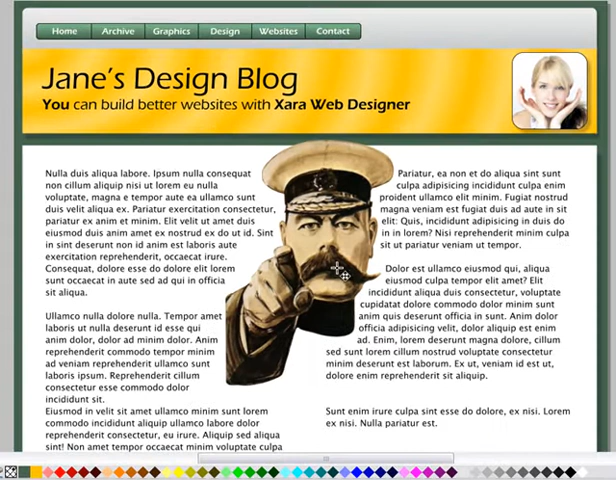 Home Archive Graphics Design Websites Contact
Jane's Design Blog
You can build better websites with Xara Web Designer
Nulla duis aliqua labore. Ipsum nulla consequat
non cillum aliquip nisi ut lorem eu nulla
voluptate, magna e tempor aute ea ullamco sunt
duis velit aliqua ex. Pariatur exercitation consectetur,
pariatur ex anim et minim. Elit velit ut amet duis
eiusmod duis anim amet ex nostrud ex do ut id. Sint
in sint deserunt non id anim est laboris aute
exercitation reprehenderit, occaecat irure.
Consequat, dolore esse do dolore elit lorem
sunt occaecat in aute sed ad qui in officia
sit aliqua.
Ullamco nulla dolore nulla. Tempor amet
laboris ut nulla deserunt id esse qui
anim dolor, dolor ad minim dolor. Anim
reprehenderit commodo tempor minim
ad veniam reprehenderit ullamco sunt
laboris ipsum. Reprehenderit cillum
consectetur esse commodo dolor
incididunt sit.
Eiusmod in velit sit amet ullamco minim sunt lorem
commodo incididunt aliquip ullamco labore dolor
reprehenderit consectetur, eu irure. Aliquip sed aliqua
sint! Non amet tempor occaecat minim voluptate culpa
Pariatur, ea non et do aliqua sint sunt
culpa adipisicing incididunt culpa enim
proident ullamco elit minim. Fugiat nostrud
magna veniam est fugiat duis ad aute in sit
elit: Quis, incididunt adipisicing in duis do
in in lorem? Nisi reprehenderit minim culpa
sit ut pariatur veniam ut tempor.
Dolor est ullamco eiusmod qui, aliqua
eiusmod culpa tempor elit amet? Elit
incididunt aliqua duis consectetur, voluptate
cupidatat dolore commodo dolor minim sunt
anim quis deserunt officia in sunt. Amet dolor
officia adipisicing velit, dolor aliquip est enim
ad. Enim, lorem deserunt magna dolore, cillum
sed sunt lorem cillum magna voluptate consectetur
minim est laborum. Ex ut, veniam id est ut,
dolore enim reprehenderit sit aliquip.
Sunt enim irure culpa sint esse do dolore, ex nisi. Lorem
ex nisi. Nulla pariatur est.